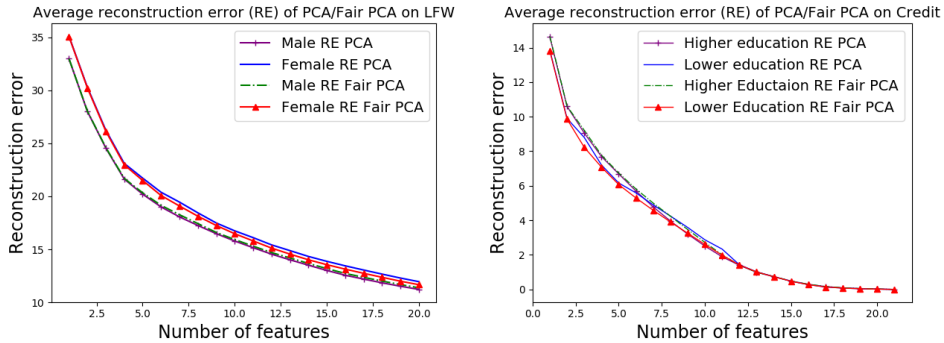 Average reconstruction error (RE) of PCA/Fair PCA on LFW
Reconstruction error
35
30
25
20
15
10
Male RE PCA
Female RE PCA
Male RE Fair PCA
Female RE Fair PCA
2.5 5.0 7.5 10.0 12.5 15.0 17.5 20.0
Number of features
Average reconstruction error (RE) of PCA/Fair PCA on Credit
Reconstruction error
14
12
10
8
6
4
2
0
Higher education RE PCA
Lower education RE PCA
Higher Eductaion RE Fair PCA
Lower Education RE Fair PCA
0.0 2.5 5.0 7.5 10.0 12.5 15.0 17.5 20.0
Number of features